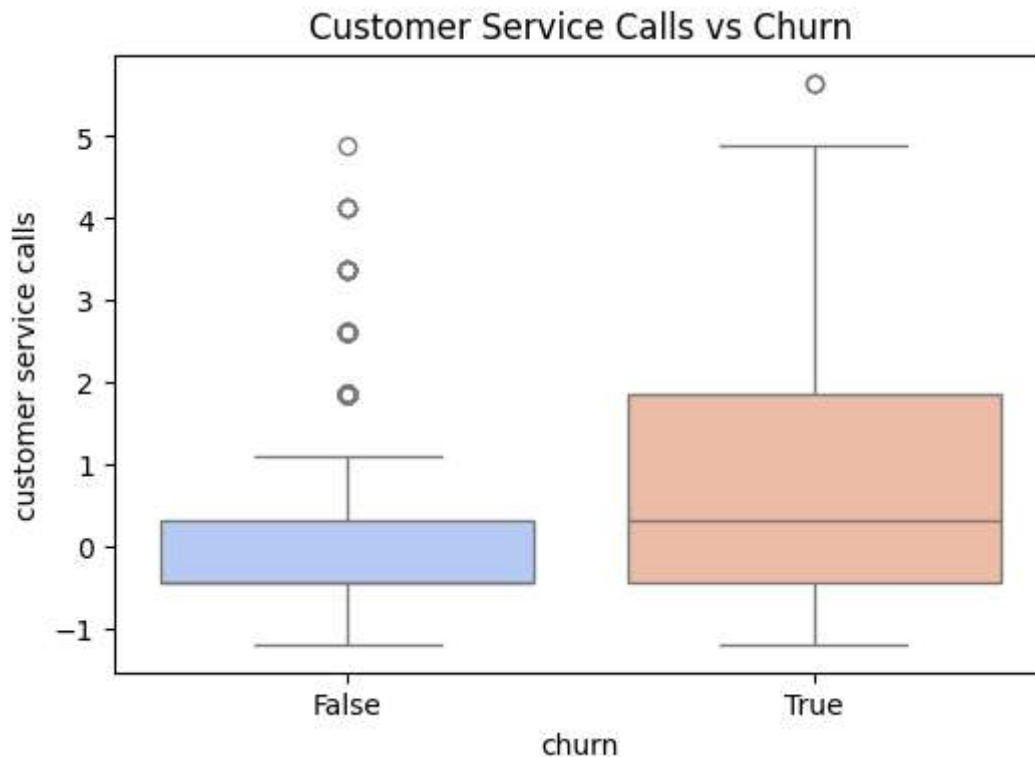 Customer Service Calls vs Churn
customer service calls
5
4
3
2
1
0
−1
False
True
churn